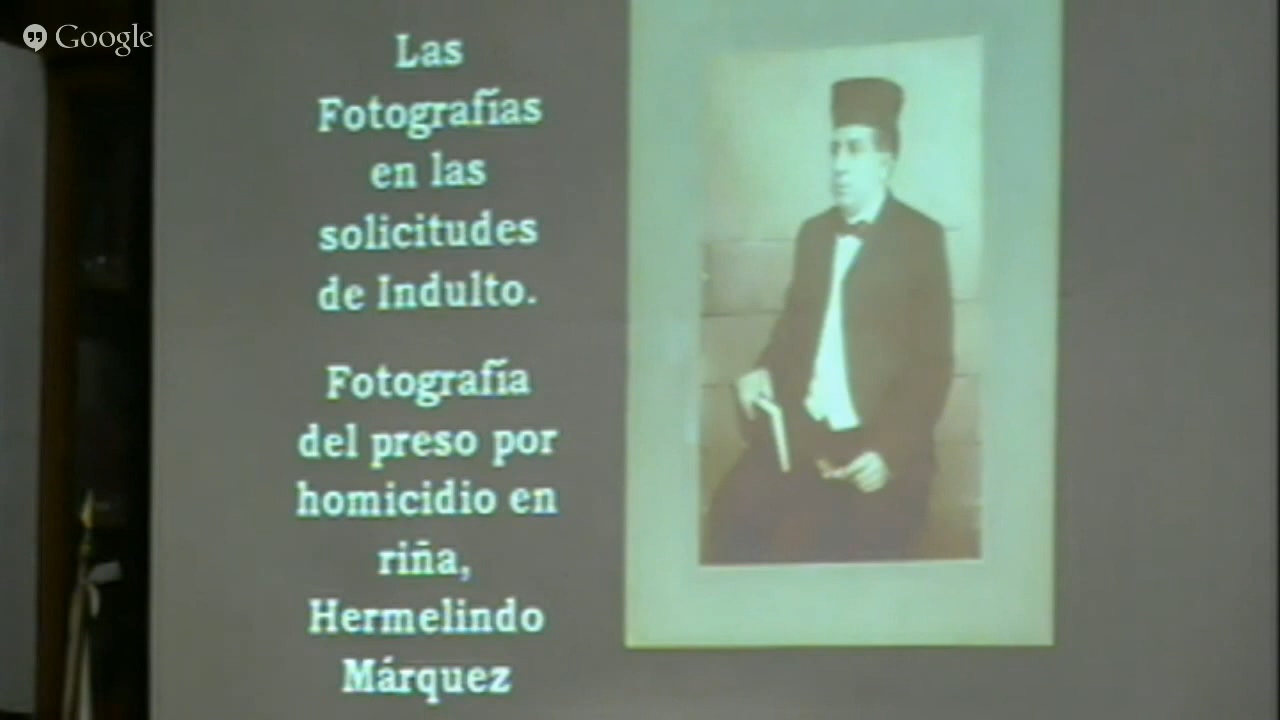 Google
Las
Fotografías
en las
solicitudes
de Indulto.
Fotografía
del preso por
homicidio en
riña,
Hermelindo
Márquez